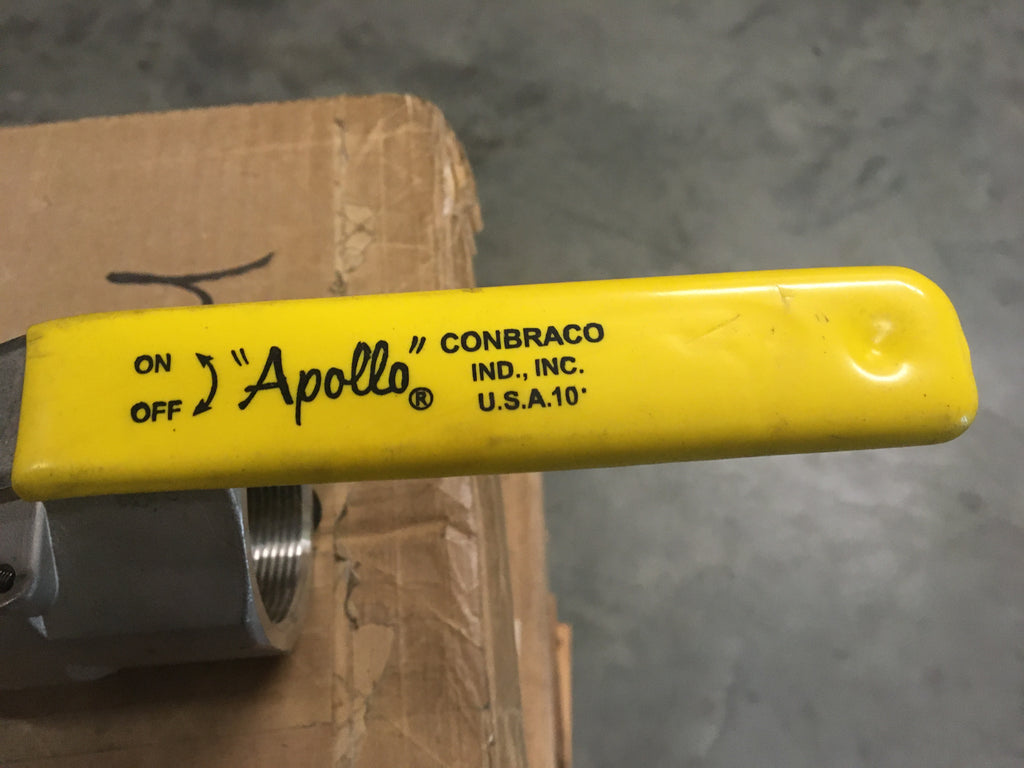 ON
OFF
"Apollo"®
CONBRACO
IND., INC.
U.S.A.10·